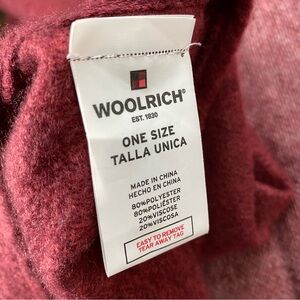 WOOLRICH®
EST. 1830
ONE SIZE
TALLA UNICA
MADE IN CHINA
HECHO EN CHINA
80%POLYESTER
80%POLIÉSTER
20%VISCOSE
20%VISCOSA
EASY TO REMOVE
TEAR AWAY TAG